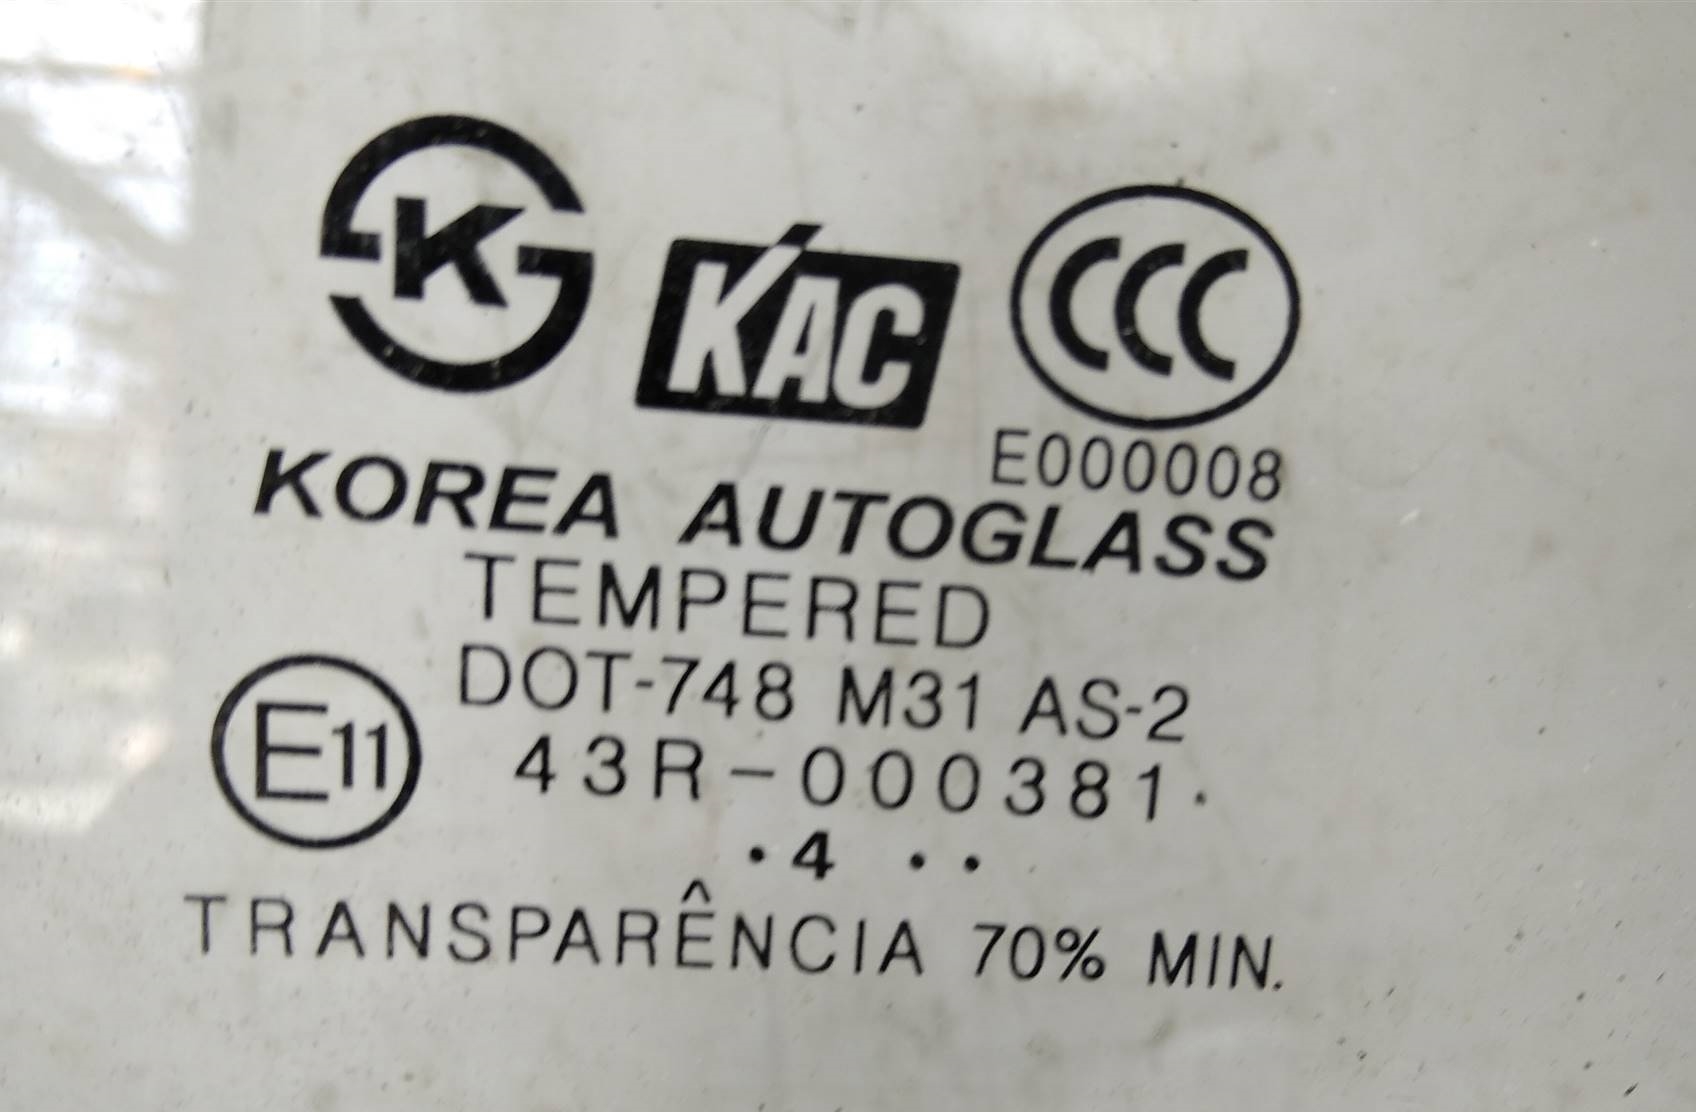 K KAC CCC
E000008
KOREA AUTOGLASS
TEMPERED
DOT-748 M31 AS-2
E11 43R-000381.
.4 ..
TRANSPARÊNCIA 70% MIN.